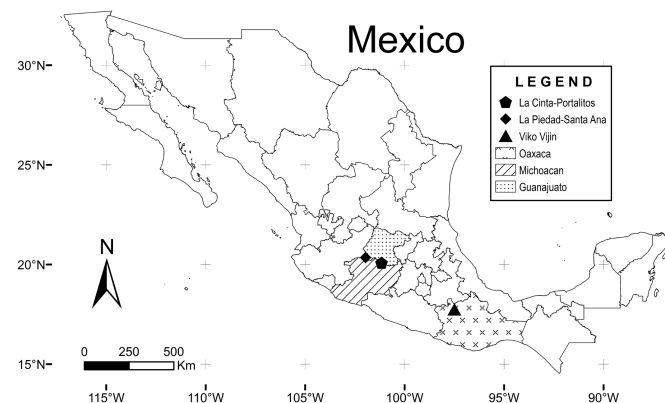 Mexico
30°N
25°N
20°N
15°N
LEGEND
La Cinta-Portalitos
La Piedad-Santa Ana
Viko Vijin
Oaxaca
Michoacan
Guanajuato
N
0 250 500
Km
115°W 110°W 105°W 100°W 95°W 90°W